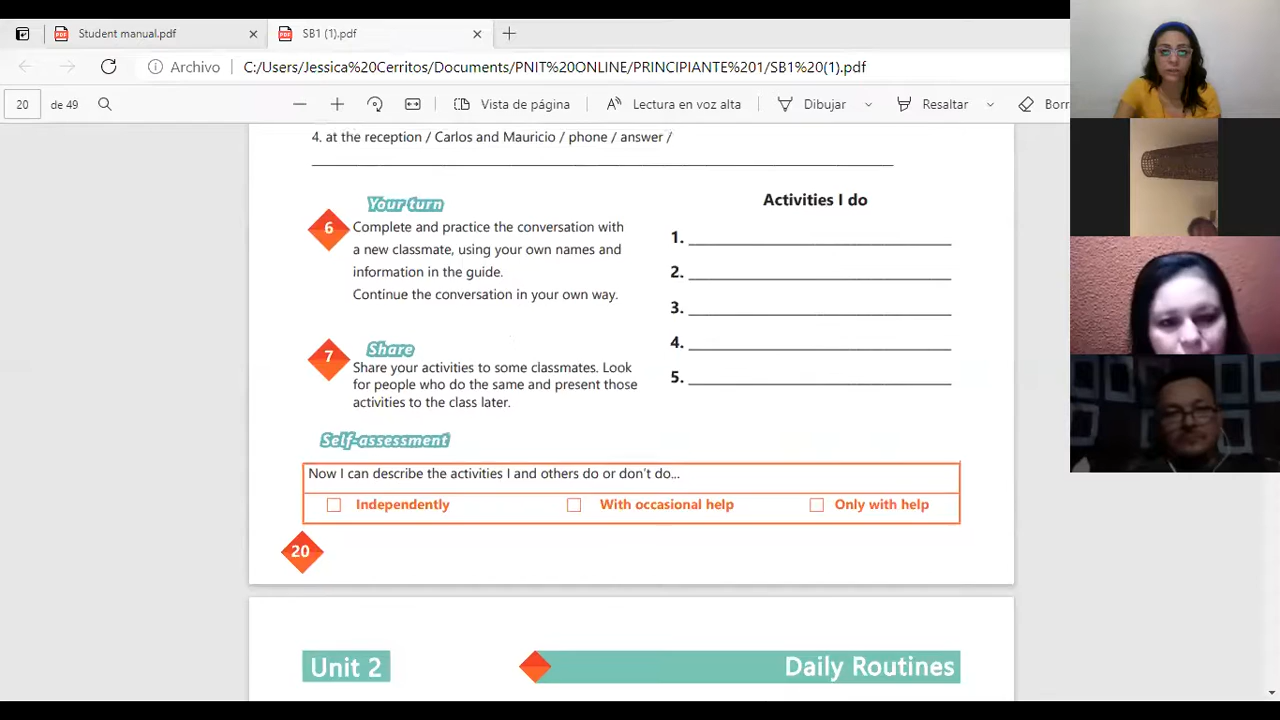 Student manual.pdf
SB1 (1).pdf
Archivo
C:/Users/Jessica%20Cerritos/Documents/PNIT%20ONLINE/PRINCIPIANTE%201/SB1%20(1).pdf
20 de 49
Vista de página
Lectura en voz alta
Dibujar
Resaltar
Borr
4. at the reception / Carlos and Mauricio / phone / answer /
Your turn
6
Complete and practice the conversation with
a new classmate, using your own names and
information in the guide.
Continue the conversation in your own way.
7
Share
Share your activities to some classmates. Look
for people who do the same and present those
activities to the class later.
Activities I do
1.
2.
3.
4.
5.
Self-assessment
Now I can describe the activities I and others do or don't do...
Independently
With occasional help
Only with help
20
Unit 2
Daily Routines